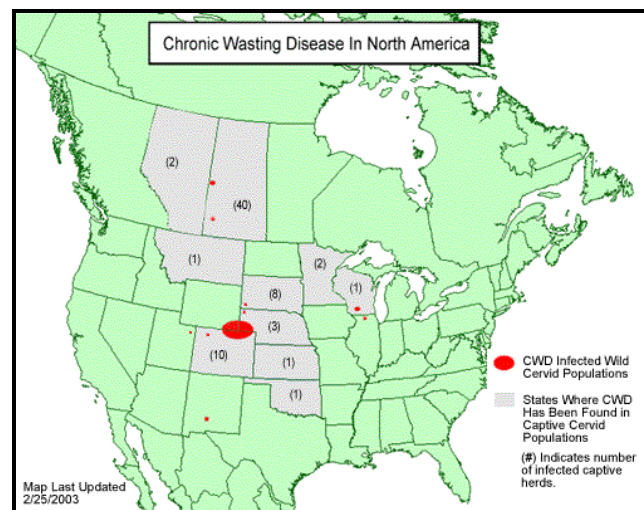 Chronic Wasting Disease In North America
(2)
(40)
(1)
(2)
(1)
(8)
(3)
(10)
(1)
(1)
CWD Infected Wild
Cervid Populations
States Where CWD
Has Been Found in
Captive Cervid
Populations
(#) Indicates number
of infected captive
herds.
Map Last Updated
2/25/2003